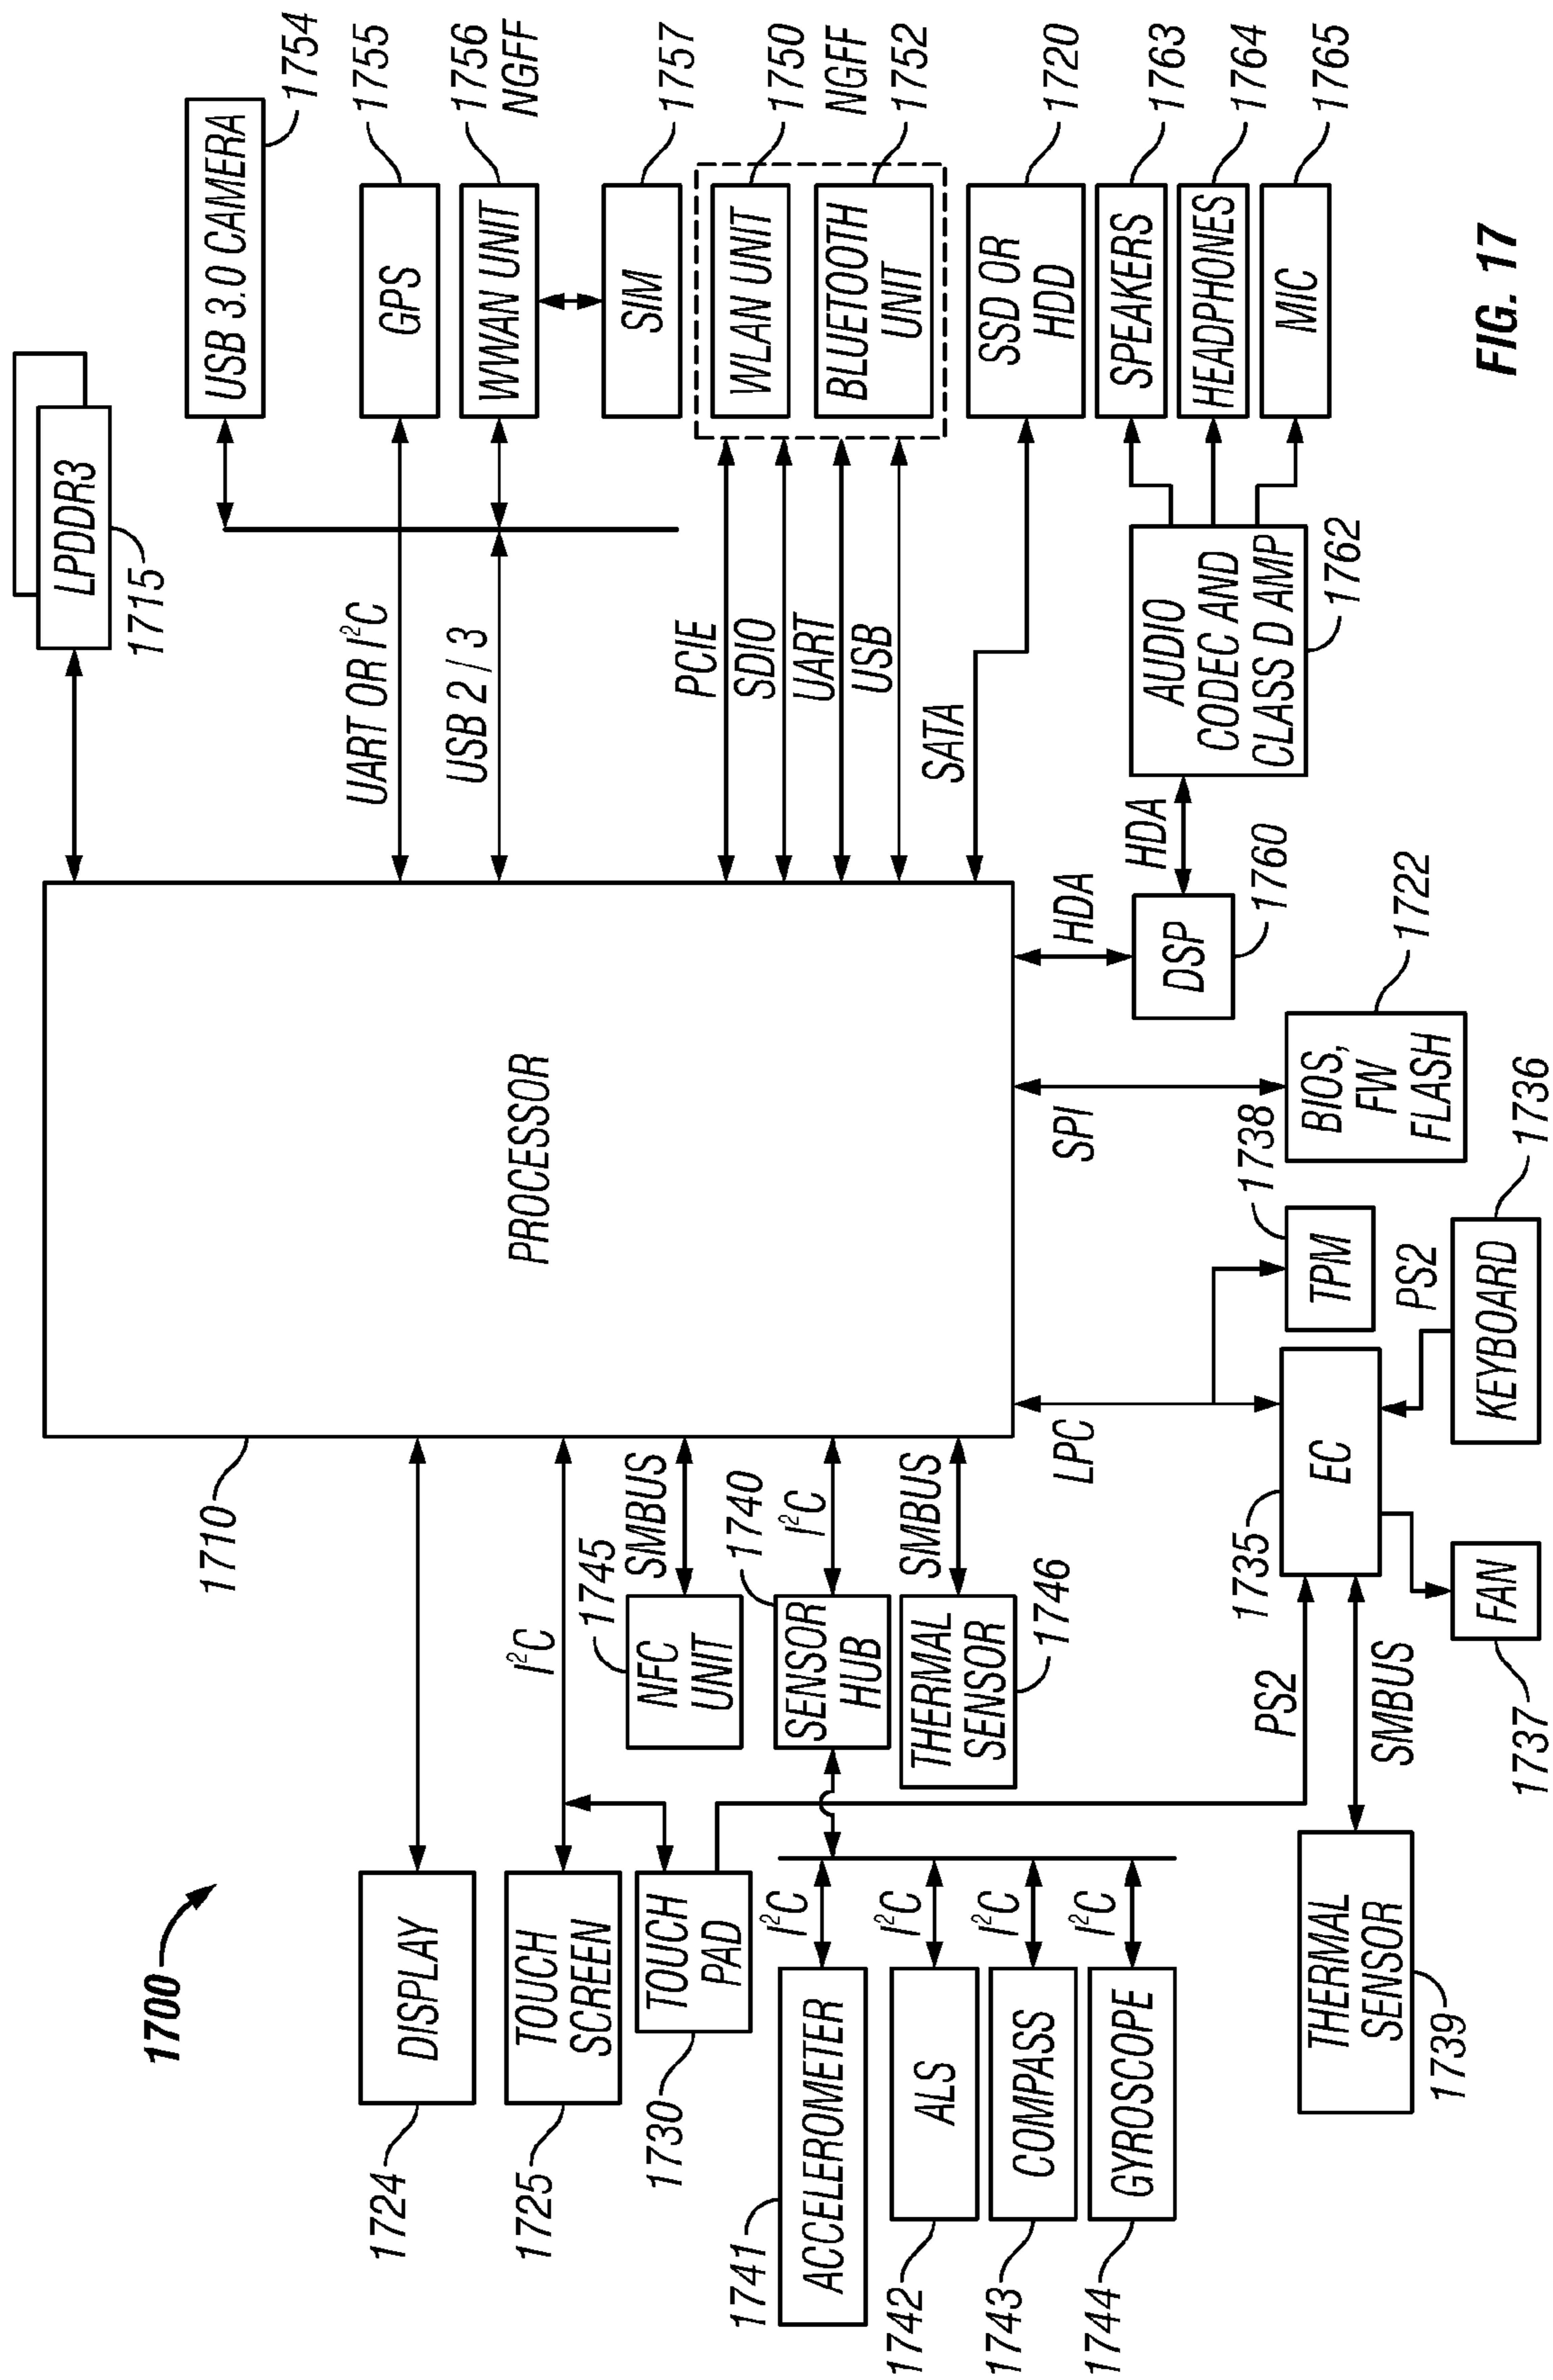 1700
LPDDR3
1715
USB 3.0 CAMERA
1754
1710
PROCESSOR
DISPLAY
1724
UART OR I²C
GPS
1755
USB 2 / 3
WWAN UNIT
1756
NGFF
I²C
TOUCH
SCREEN
1725
SIM
1757
TOUCH
PAD
1730
NFC
UNIT
1745
SMBUS
PCIE
SDIO
UART
USB
WLAN UNIT
1750
NGFF
BLUETOOTH
UNIT
1752
SENSOR
HUB
1740
I²C
ACCELEROMETER
1741
I²C
ALS
1742
I²C
COMPASS
1743
I²C
GYROSCOPE
1744
I²C
THERMAL
SENSOR
1746
SMBUS
SATA
SSD OR
HDD
1720
LPC
SPI
HDA
DSP
1760
HDA
AUDIO
CODEC AND
CLASS D AMP
1762
SPEAKERS
1763
HEADPHONES
1764
MIC
1765
PS2
1735
EC
TPM
1738
BIOS,
FW
FLASH
1722
THERMAL
SENSOR
1739
SMBUS
FAN
1737
PS2
KEYBOARD
1736
FIG. 17